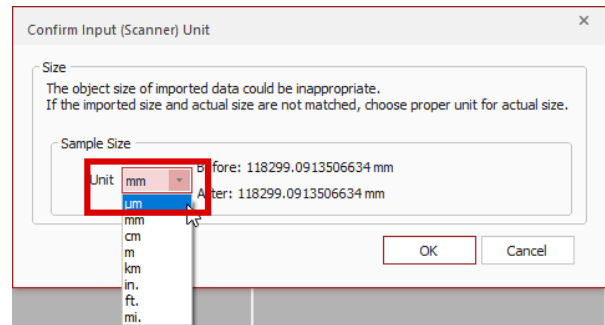 Confirm Input (Scanner) Unit
Size
The object size of imported data could be inappropriate.
If the imported size and actual size are not matched, choose proper unit for actual size.
Sample Size
Before: 118299.0913506634 mm
Unit mm
After: 118299.0913506634 mm
µm
mm
cm
m
km
in.
ft.
mi.
OK Cancel